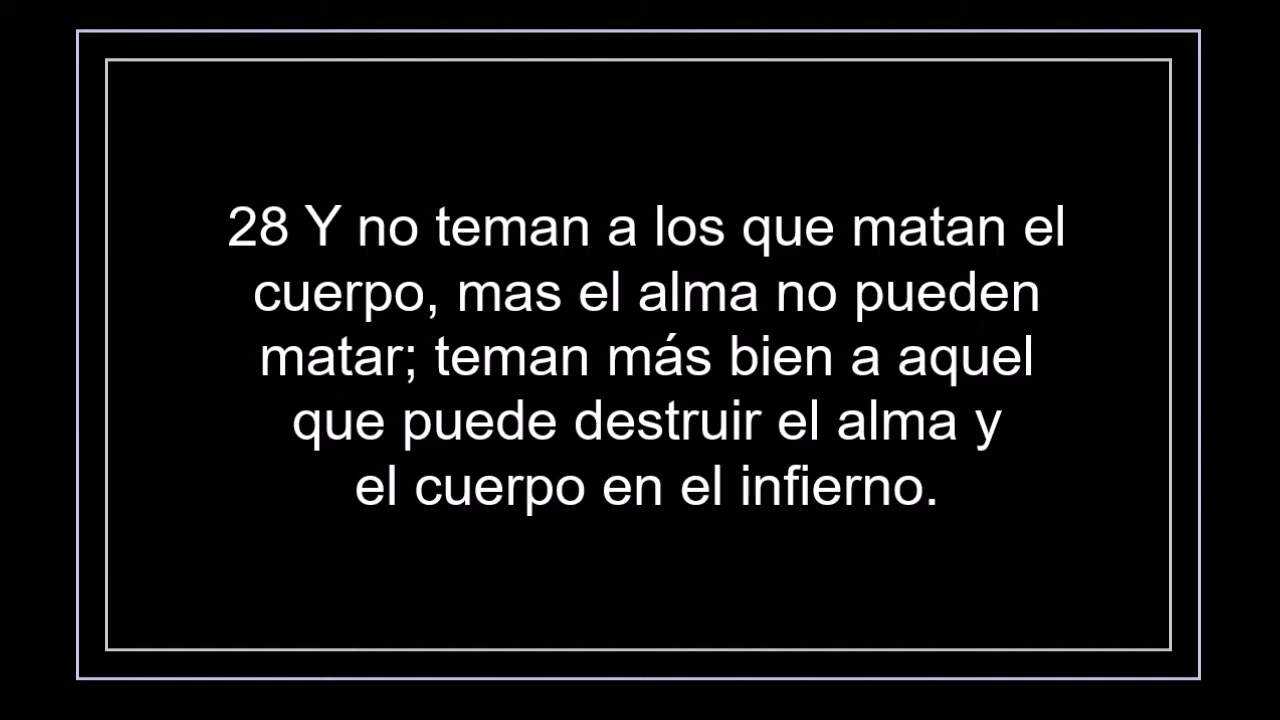 28 Y no teman a los que matan el
cuerpo, mas el alma no pueden
matar; teman más bien a aquel
que puede destruir el alma y
el cuerpo en el infierno.